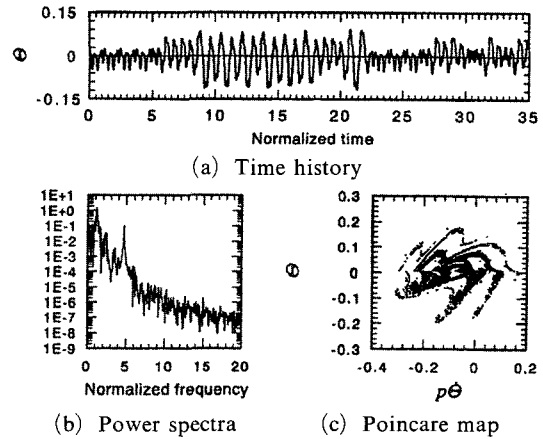 0.15
Θ
0
-0.15
0 5 10 15 20 25 30 35
Normalized time
(a) Time history
1E+1
1E+0
1E-1
1E-2
1E-3
1E-4
1E-5
1E-6
1E-7
1E-8
1E-9
0 5 10 15 20
Normalized frequency
(b) Power spectra
0.3
0.2
0.1
Θ
0
-0.1
-0.2
-0.3
-0.4 -0.2 0 0.2
pΘ̇
(c) Poincare map